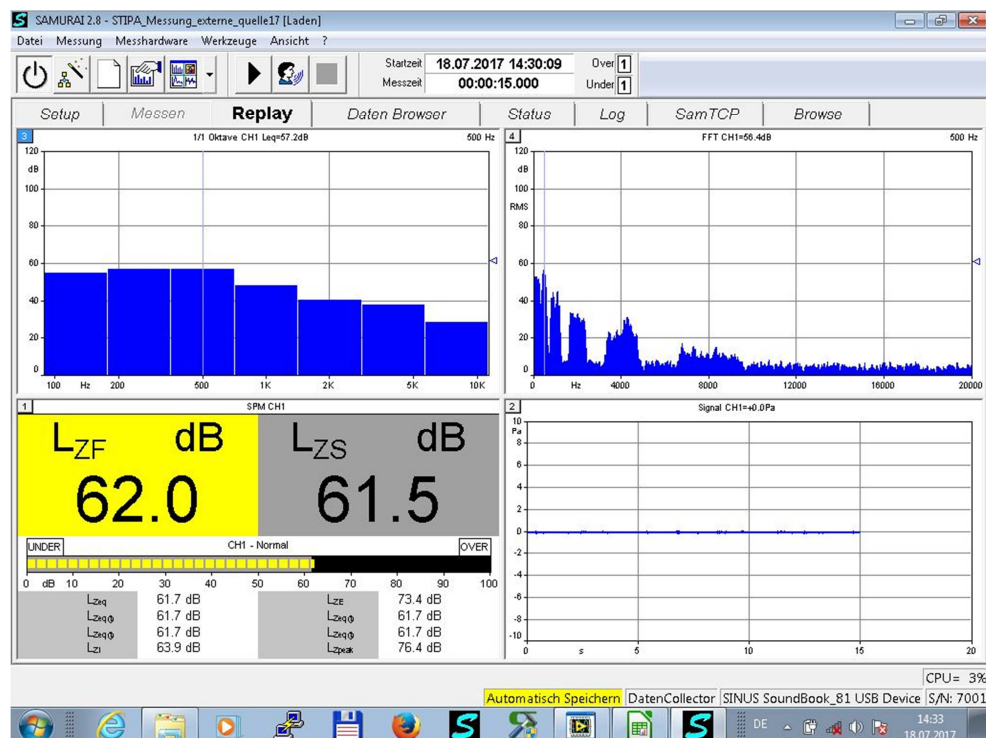 SAMURAI 2.8 - STIPA_Messung_externe_quelle17 [Laden]
Datei Messung Messhardware Werkzeuge Ansicht ?
Startzeit 18.07.2017 14:30:09 Over 1
Messzeit 00:00:15.000 Under 1
Setup Messen Replay Daten Browser Status Log SamTCP Browse
3 1/1 Oktave CH1 Leq=57.2dB 500 Hz
120
dB
100
80
60
40
20
0
100 Hz 200 500 1K 2K 5K 10K
4 FFT CH1=56.4dB 500 Hz
120
dB
100
RMS
80
60
40
20
0
0 Hz 4000 8000 12000 16000 20000
1 SPM CH1
LZF dB LZS dB
62.0 61.5
UNDER CH1 - Normal OVER
0 dB 10 20 30 40 50 60 70 80 90 100
LZeq 61.7 dB LZE 73.4 dB
LZeq 61.7 dB LZeq 61.7 dB
LZeq 61.7 dB LZeq 61.7 dB
LZI 63.9 dB LZpeak 76.4 dB
2 Signal CH1=+0.0Pa
10
Pa
8
6
4
2
0
-2
-4
-6
-8
-10
0 s 5 10 15 20
CPU= 3%
Automatisch Speichern DatenCollector SINUS SoundBook_81 USB Device S/N: 7001
DE 14:33
18.07.2017